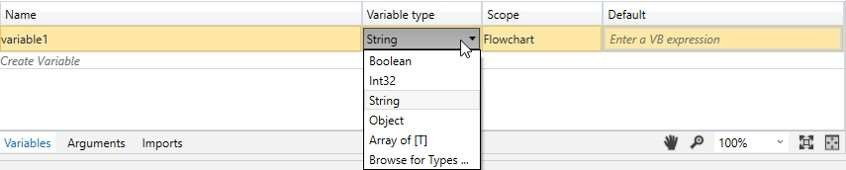 Name Variable type Scope Default
variable1 String Flowchart Enter a VB expression
Create Variable
Boolean
Int32
String
Object
Array of [T]
Browse for Types ...
Variables Arguments Imports 100%